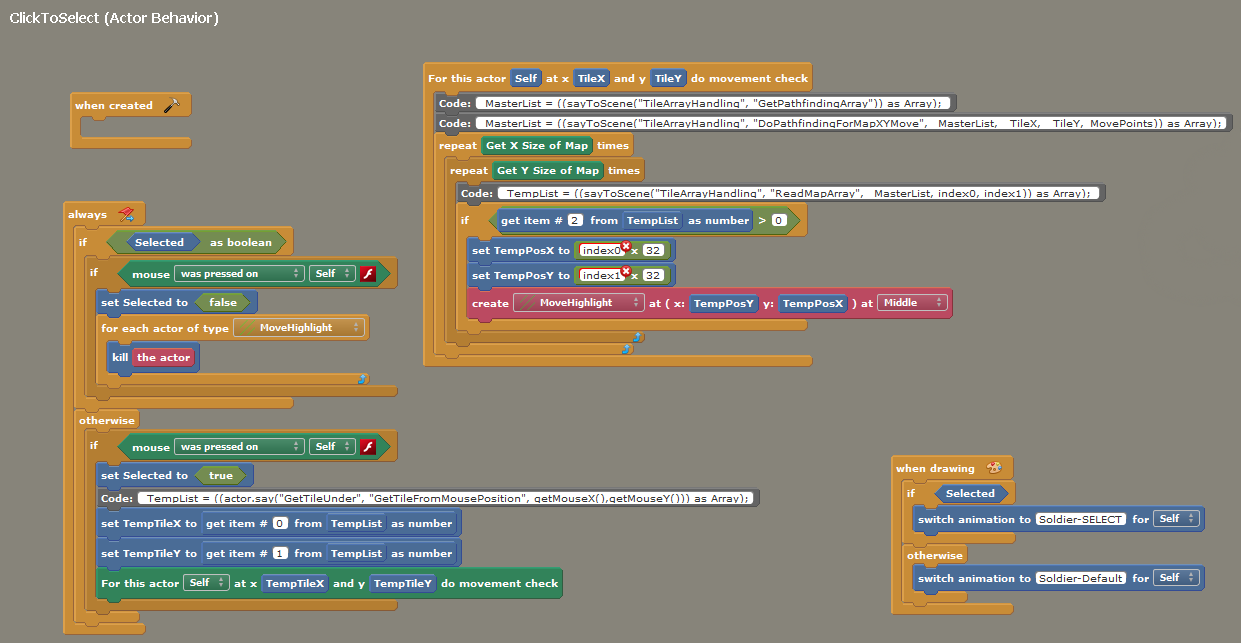 ClickToSelect (Actor Behavior)
when created
always
if Selected as boolean
if mouse was pressed on Self
set Selected to false
for each actor of type MoveHighlight
kill the actor
otherwise
if mouse was pressed on Self
set Selected to true
Code: TempList = ((actor.say("GetTileUnder", "GetTileFromMousePosition", getMouseX(),getMouseY())) as Array);
set TempTileX to get item # 0 from TempList as number
set TempTileY to get item # 1 from TempList as number
For this actor Self at x TempTileX and y TempTileY do movement check
For this actor Self at x TileX and y TileY do movement check
Code: MasterList = ((sayToScene("TileArrayHandling", "GetPathfindingArray")) as Array);
Code: MasterList = ((sayToScene("TileArrayHandling", "DoPathfindingForMapXYMove", MasterList, TileX, TileY, MovePoints)) as Array);
repeat Get X Size of Map times
repeat Get Y Size of Map times
Code: TempList = ((sayToScene("TileArrayHandling", "ReadMapArray", MasterList, index0, index1)) as Array);
if get item # 2 from TempList as number > 0
set TempPosX to index0 x 32
set TempPosY to index1 x 32
create MoveHighlight at ( x: TempPosY y: TempPosX ) at Middle
when drawing
if Selected
switch animation to Soldier-SELECT for Self
otherwise
switch animation to Soldier-Default for Self